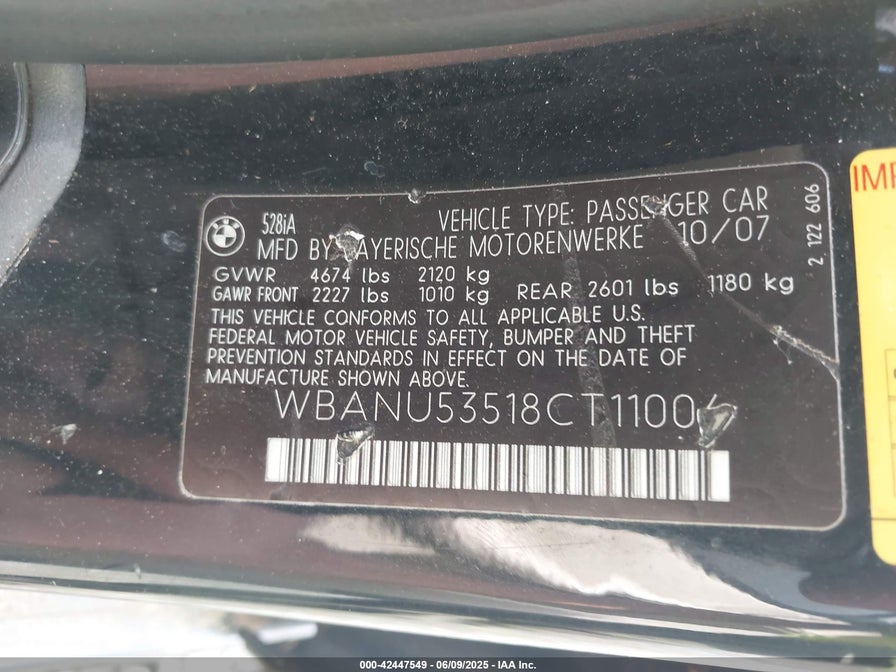 528iA
VEHICLE TYPE: PASSENGER CAR
MFD BY BAYERISCHE MOTORENWERKE 10/07
GVWR 4674 lbs 2120 kg
GAWR FRONT 2227 lbs 1010 kg REAR 2601 lbs 1180 kg
THIS VEHICLE CONFORMS TO ALL APPLICABLE U.S.
FEDERAL MOTOR VEHICLE SAFETY, BUMPER AND THEFT
PREVENTION STANDARDS IN EFFECT ON THE DATE OF
MANUFACTURE SHOWN ABOVE.
WBANU53518CT11006
2 122 606
000-42447549 - 06/09/2025 - IAA Inc.